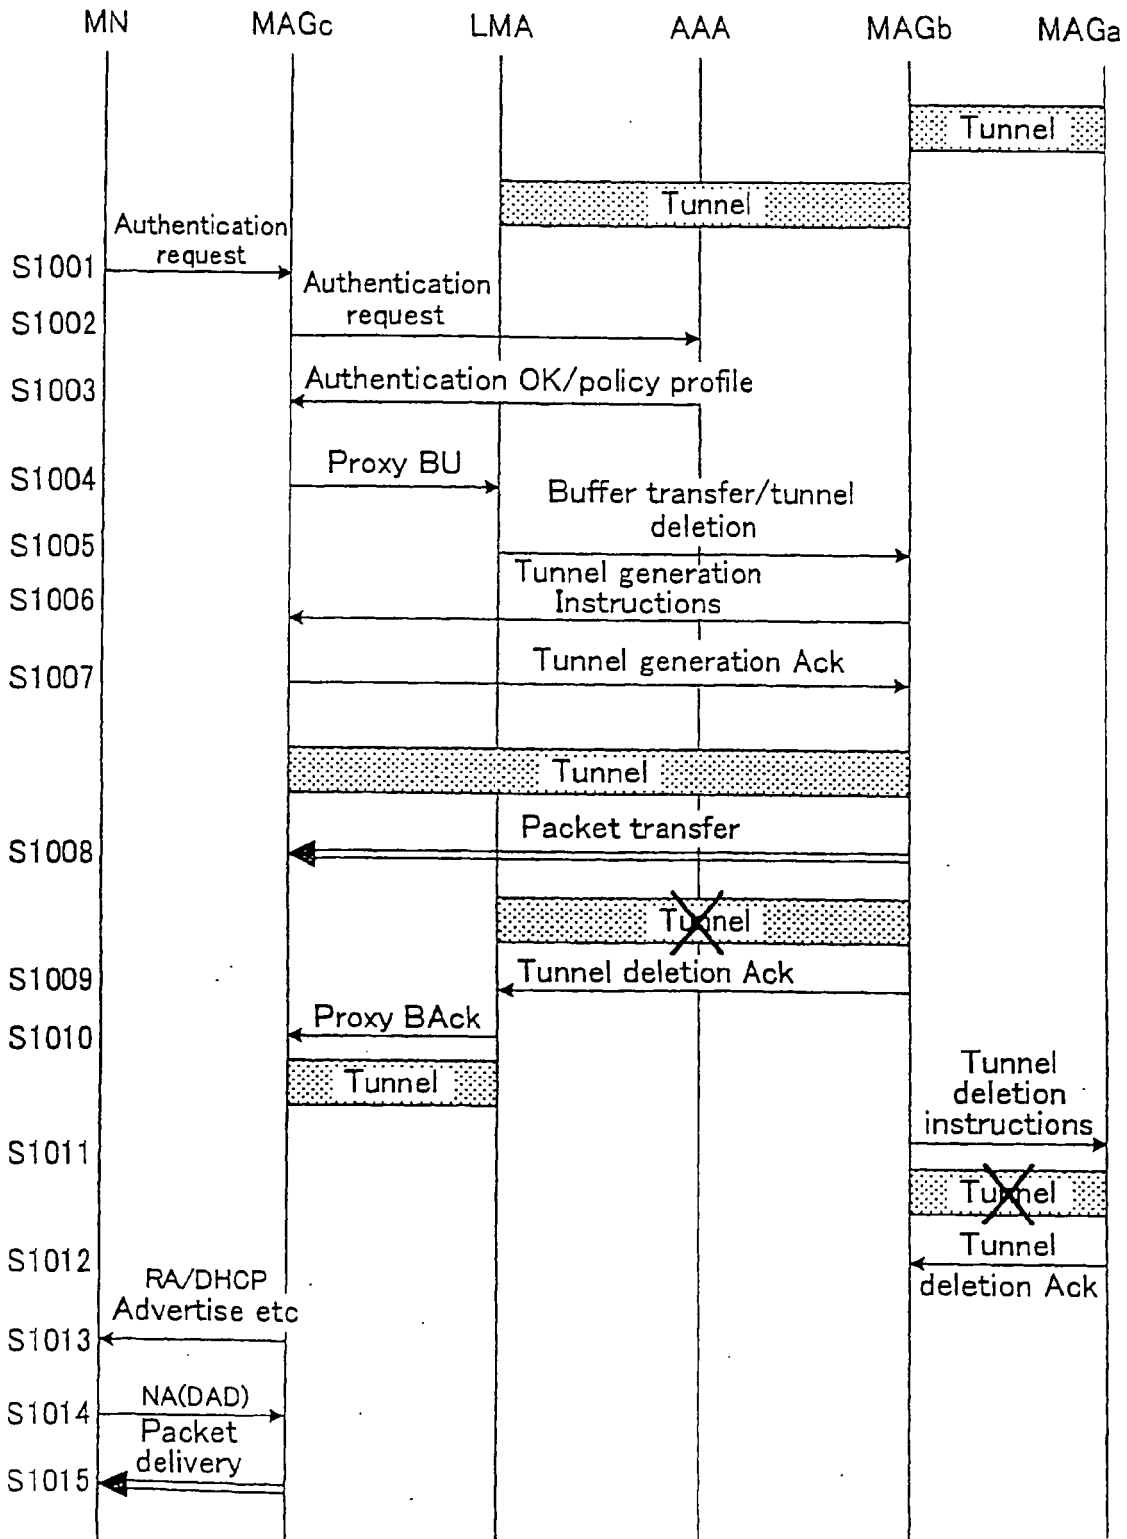 MN MAGc LMA AAA MAGb MAGa
Tunnel
Tunnel
Authentication
request
S1001
Authentication
request
S1002
Authentication OK/policy profile
S1003
Proxy BU
S1004
Buffer transfer/tunnel
deletion
S1005
Tunnel generation
Instructions
S1006
Tunnel generation Ack
S1007
Tunnel
Packet transfer
S1008
Tunnel
Tunnel deletion Ack
S1009
Proxy BAck
S1010
Tunnel
Tunnel
deletion
instructions
S1011
Tunnel
S1012
Tunnel
deletion Ack
RA/DHCP
Advertise etc
S1013
NA(DAD)
S1014
Packet
delivery
S1015